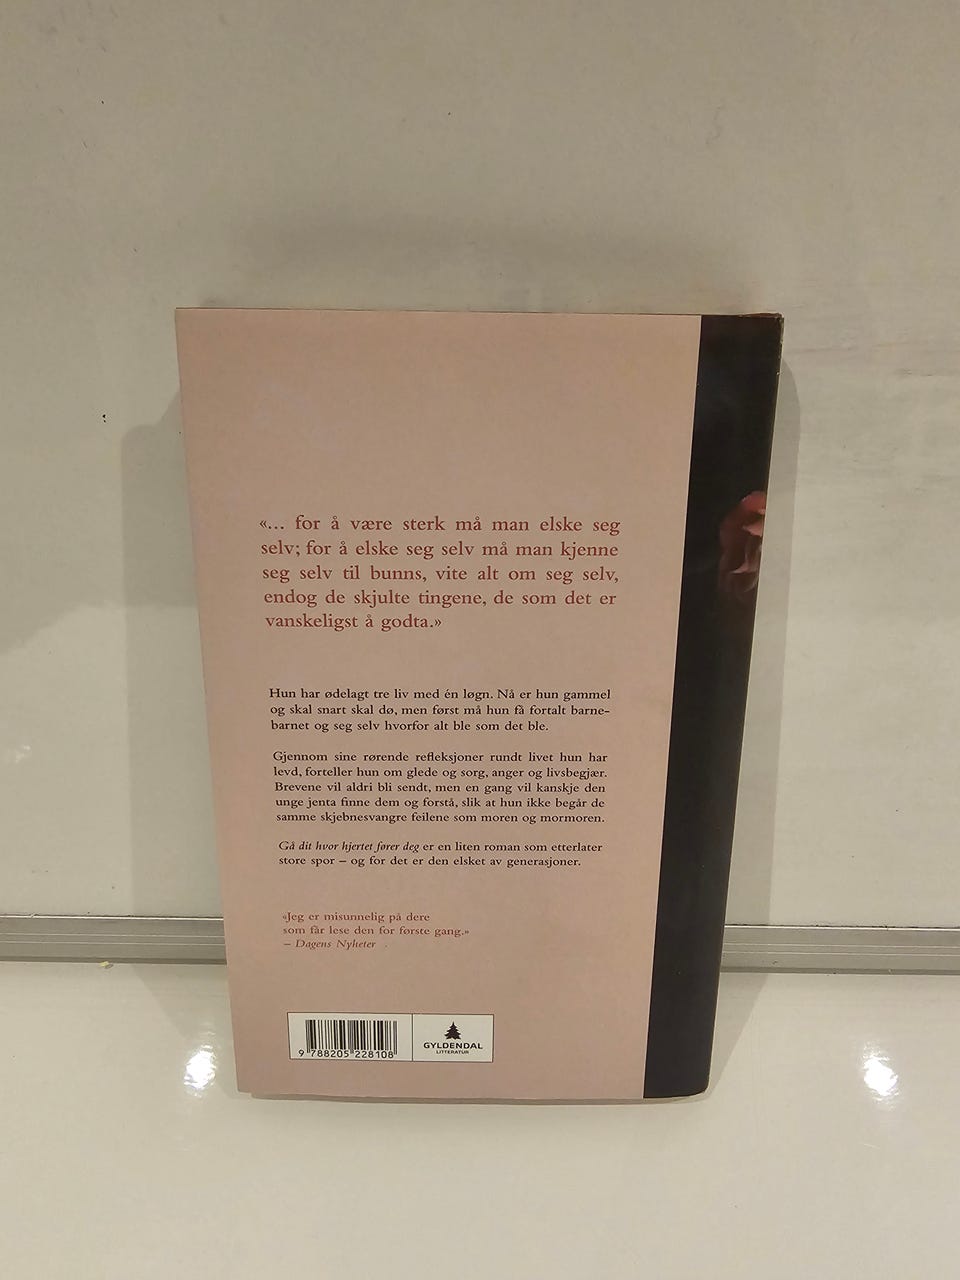 «... for å være sterk må man elske seg
selv; for å elske seg selv må man kjenne
seg selv til bunns, vite alt om seg selv,
endog de skjulte tingene, de som det er
vanskeligst å godta.»
Hun har ødelagt tre liv med én løgn. Nå er hun gammel
og skal snart skal dø, men først må hun få fortalt barne-
barnet og seg selv hvorfor alt ble som det ble.
Gjennom sine rørende refleksjoner rundt livet hun har
levd, forteller hun om glede og sorg, anger og livsbegjær.
Brevene vil aldri bli sendt, men en gang vil kanskje den
unge jenta finne dem og forstå, slik at hun ikke begår de
samme skjebnesvangre feilene som moren og mormoren.
Gå dit hvor hjertet fører deg er en liten roman som etterlater
store spor – og for det er den elsket av generasjoner.
«Jeg er misunnelig på dere
som får lese den for første gang.»
– Dagens Nyheter
9 788205 228108
GYLDENDAL
LITTERATUR